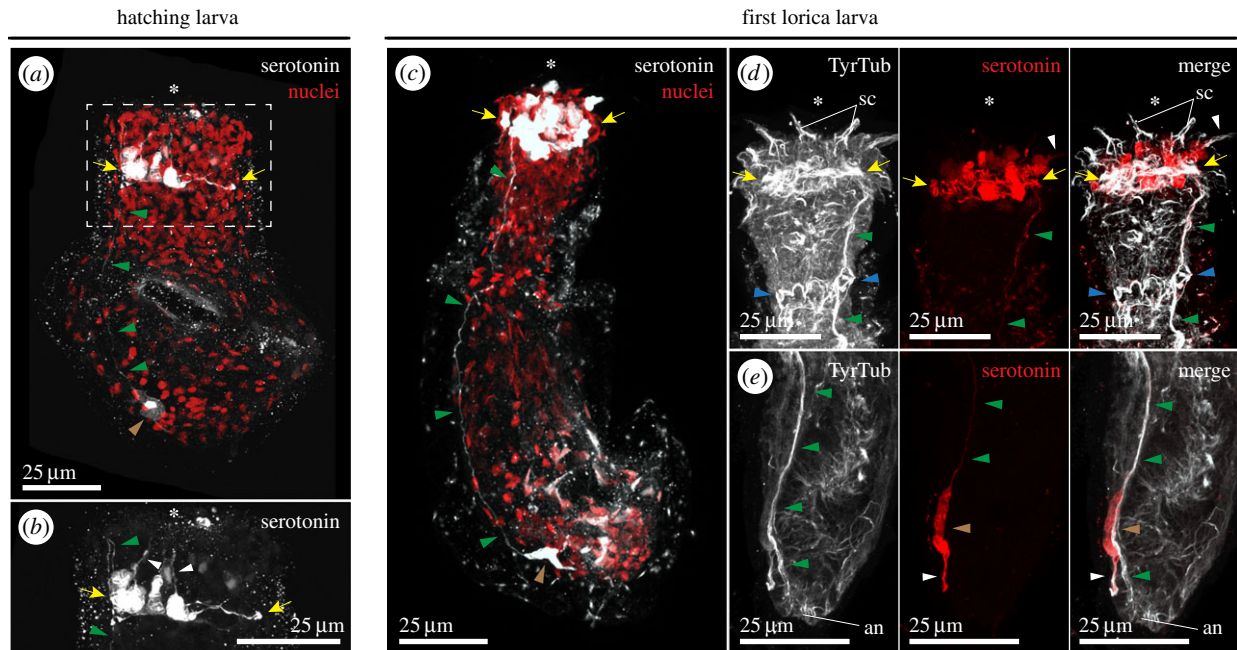 hatching larva
first lorica larva
(a)
*
serotonin
nuclei
25 µm
(b)
*
serotonin
25 µm
(c)
*
serotonin
nuclei
25 µm
(d)
TyrTub
*
sc
25 µm
serotonin
*
25 µm
merge
*
sc
25 µm
(e)
TyrTub
an
25 µm
serotonin
25 µm
merge
an
25 µm